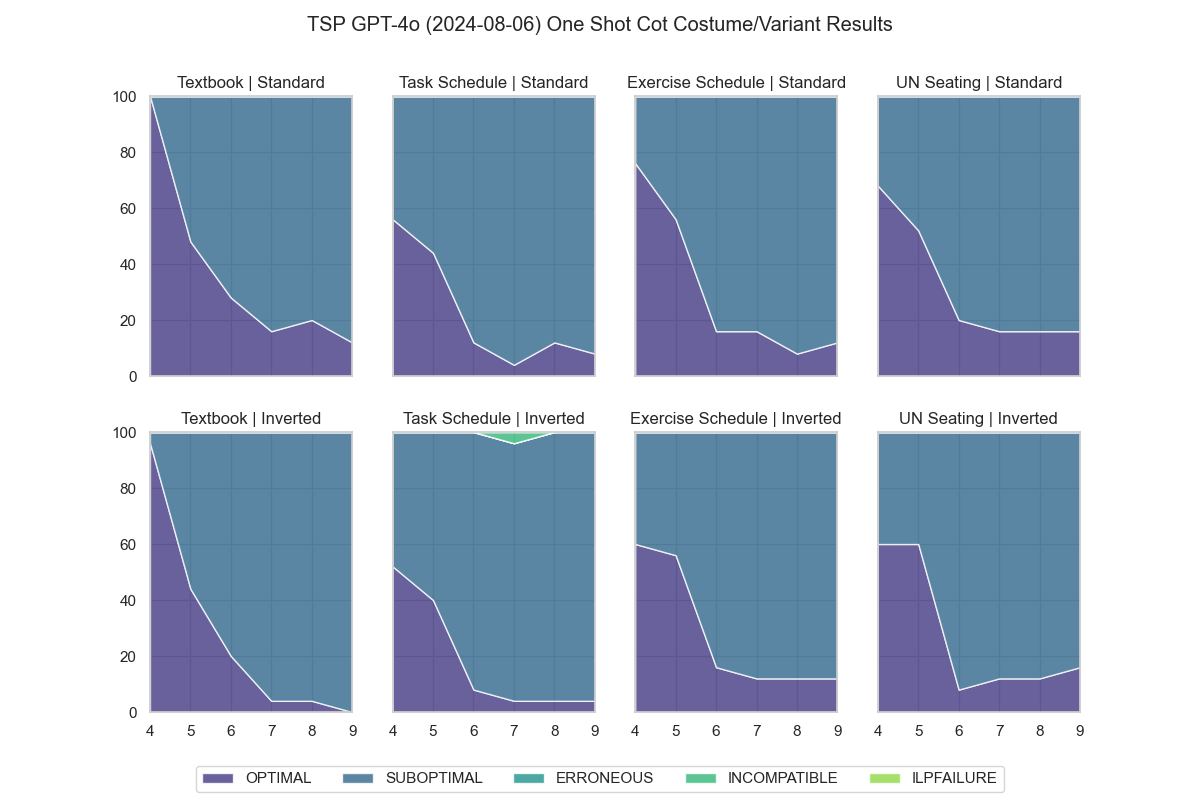 TSP GPT-4o (2024-08-06) One Shot Cot Costume/Variant Results
Textbook | Standard
Task Schedule | Standard
Exercise Schedule | Standard
UN Seating | Standard
100
80
60
40
20
0
Textbook | Inverted
Task Schedule | Inverted
Exercise Schedule | Inverted
UN Seating | Inverted
100
80
60
40
20
0
4 5 6 7 8 9
4 5 6 7 8 9
4 5 6 7 8 9
4 5 6 7 8 9
OPTIMAL SUBOPTIMAL ERRONEOUS INCOMPATIBLE ILPFAILURE